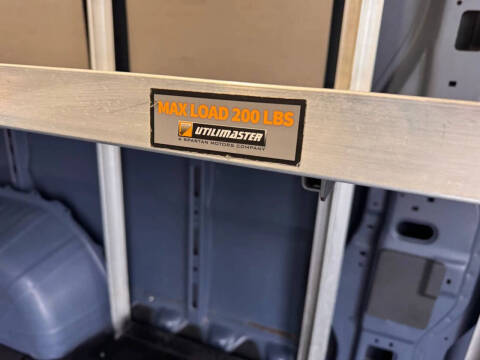 MAX LOAD 200 LBS
UTILIMASTER
A SPARTAN MOTORS COMPANY